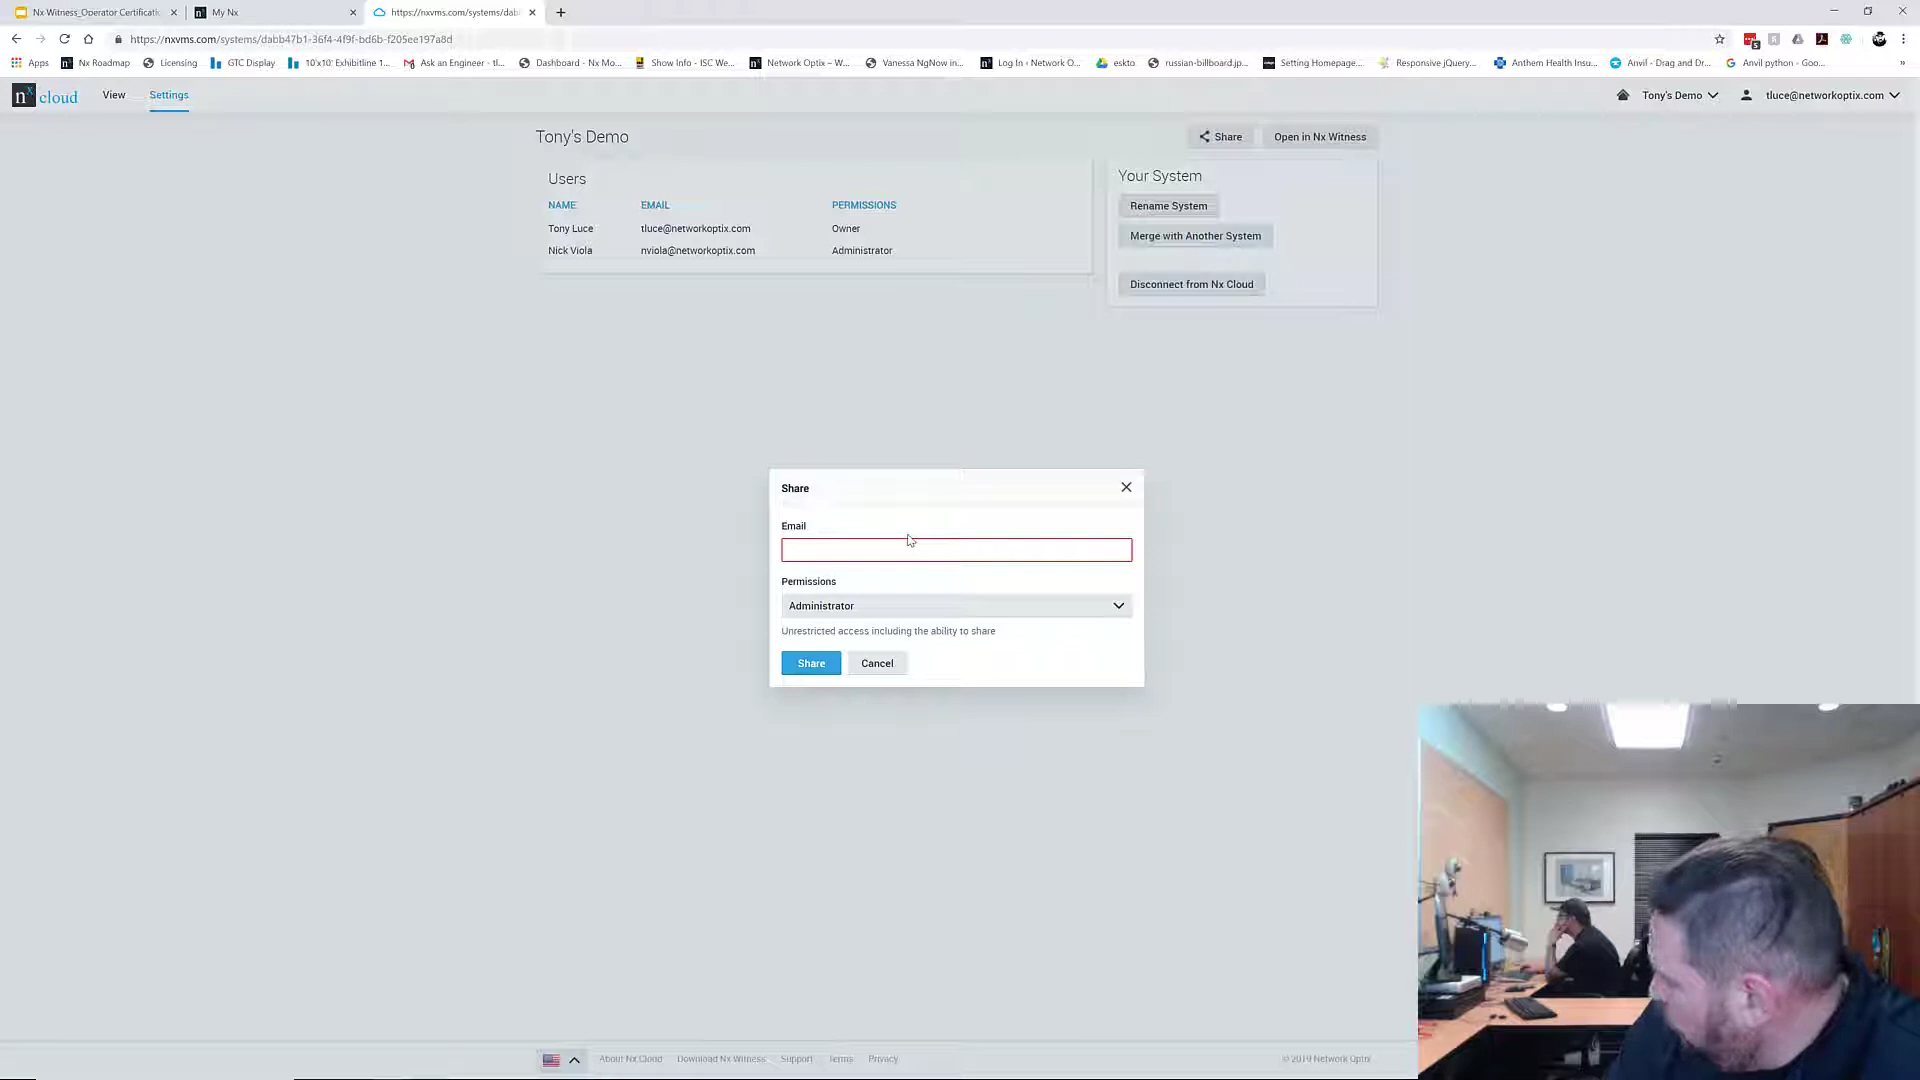 Nx-Witness_Operator Certificati
My Nx
https://nxvms.com/systems/dab
https://nxvms.com/systems/dabb47b1-36f4-4f9f-bd6b-f205ee197a8d
Apps
Nx Roadmap
Licensing
GTC Display
10'x10' Exhibitline 1...
Ask an Engineer - tl...
Dashboard - Nx Mo...
Show Info - ISC We...
Network Optix – W...
Vanessa NgNow in...
Log In ‹ Network O...
eskto
russian-billboard.jp...
Setting Homepage...
Responsive jQuery...
Anthem Health Insu...
Anvil - Drag and Dr...
Anvil python - Goo...
nx cloud
View
Settings
Tony's Demo
tluce@networkoptix.com
Tony's Demo
Share
Open in Nx Witness
Users
NAME
EMAIL
PERMISSIONS
Tony Luce
tluce@networkoptix.com
Owner
Nick Viola
nviola@networkoptix.com
Administrator
Your System
Rename System
Merge with Another System
Disconnect from Nx Cloud
Share
Email
Permissions
Administrator
Unrestricted access including the ability to share
Share
Cancel
About Nx Cloud
Download Nx Witness
Support
Terms
Privacy
© 2019 Network Optix